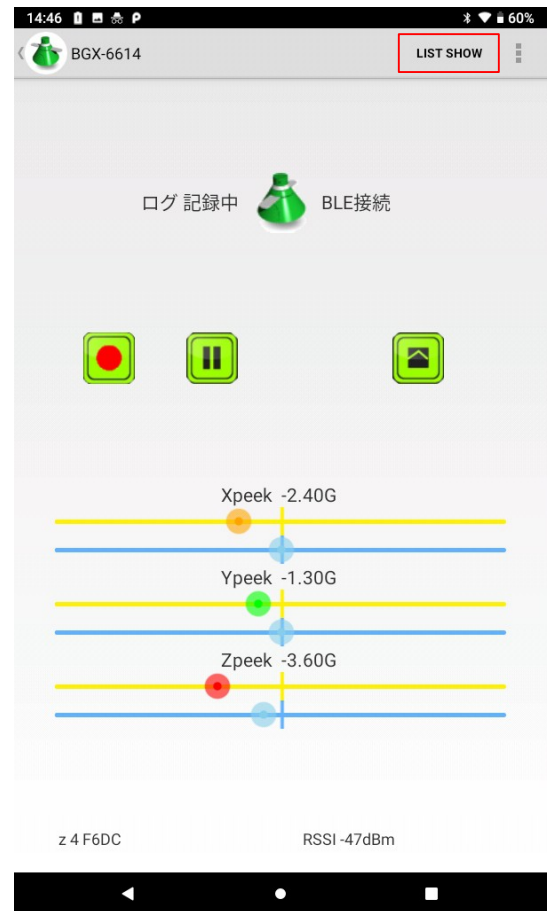 14:46 60%
BGX-6614 LIST SHOW
ログ 記録中 BLE接続
Xpeek -2.40G
Ypeek -1.30G
Zpeek -3.60G
z 4 F6DC RSSI -47dBm